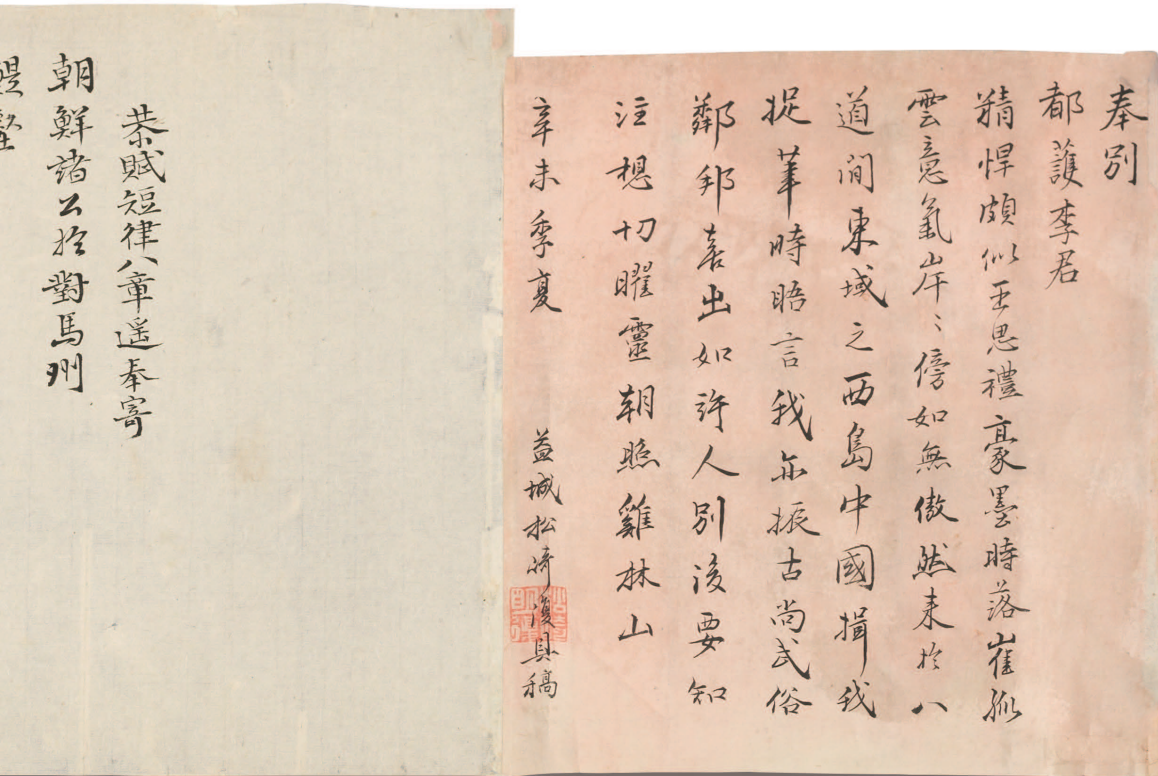 奉別
都護李君
精悍頗似王思禮豪墨時落崔孤
雲意氣岸〻傍如無傲然來於八
道間東域之西島中國揖我
捉筆時晤言我亦振古尚武俗
鄰邦喜出如許人別後要知
注想切曜靈朝照雞林山
辛未季夏
益城松崎復具稿
恭賦短律八章遥奉寄
朝鮮諸公於對馬州